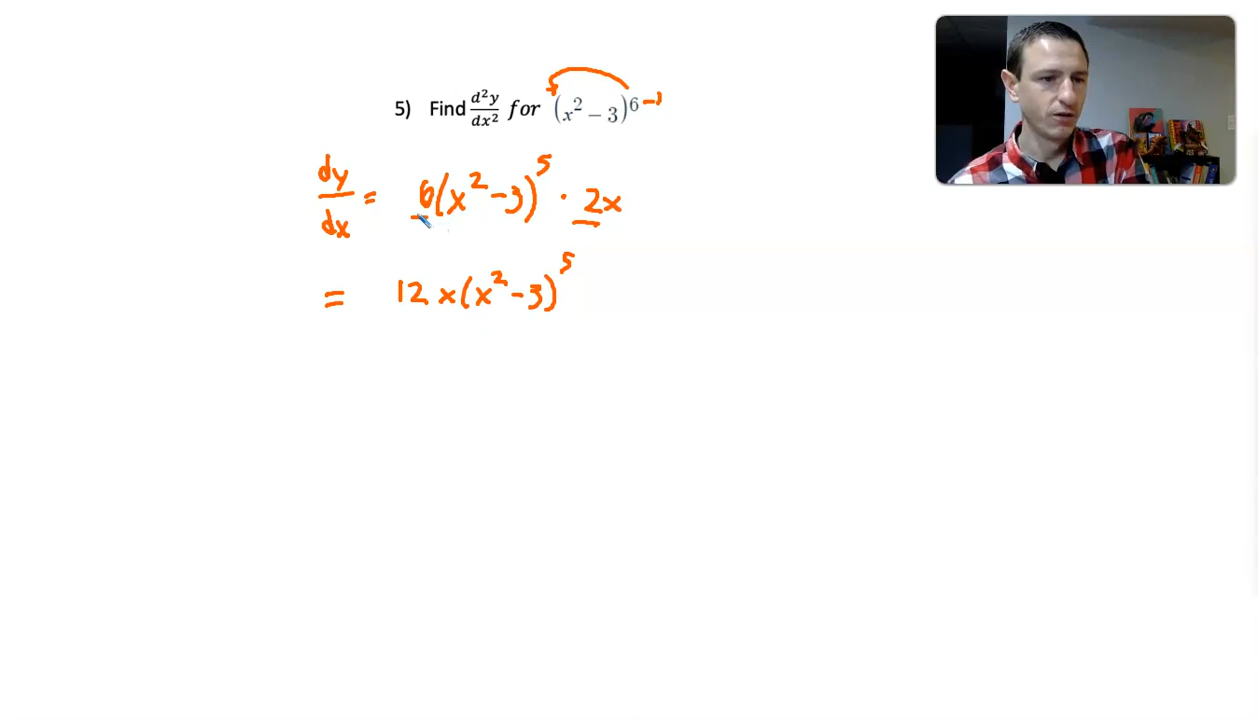 5) Find d²y/dx² for (x² − 3)⁶ −1
dy/dx = 6(x² − 3)⁵ · 2x
= 12x(x² − 3)⁵